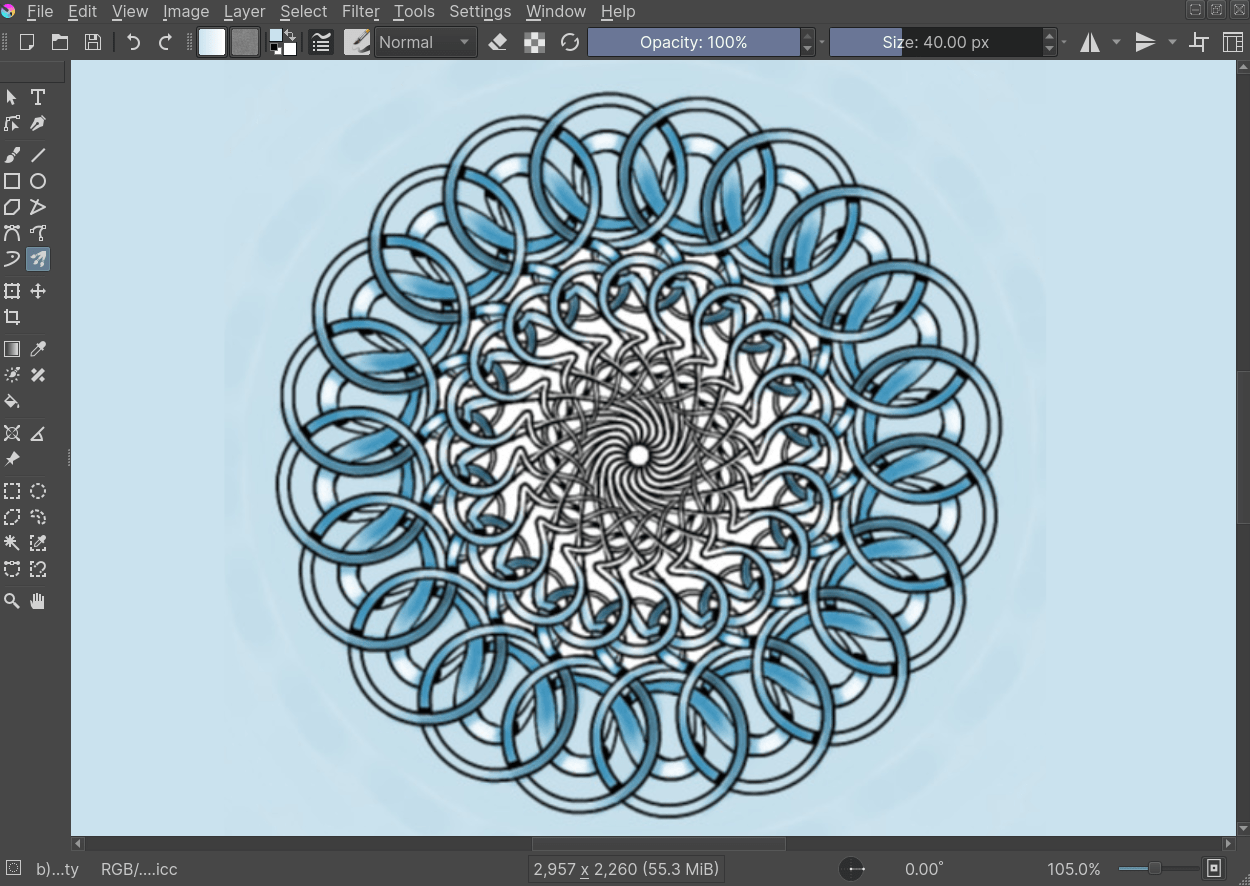 File Edit View Image Layer Select Filter Tools Settings Window Help
Normal Opacity: 100% Size: 40.00 px
b)...ty RGB/....icc 2,957 x 2,260 (55.3 MiB) 0.00° 105.0%